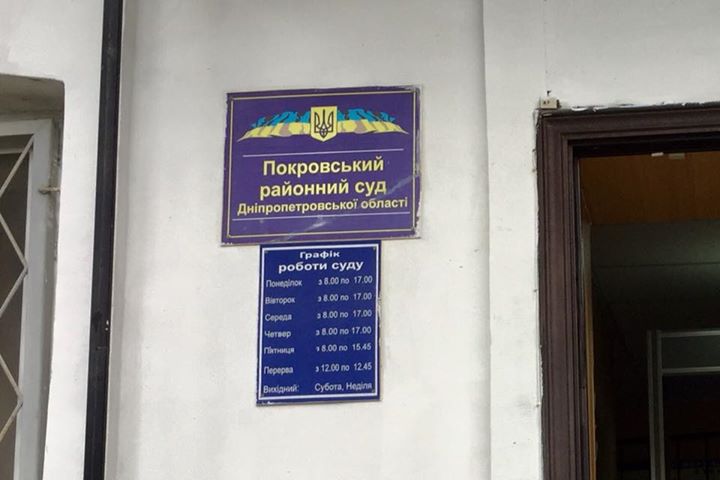 Покровський
районний суд
Дніпропетровської області
Графік
роботи суду
Понеділок з 8.00 по 17.00
Вівторок з 8.00 по 17.00
Середа з 8.00 по 17.00
Четвер з 8.00 по 17.00
П'ятниця з 8.00 по 15.45
Перерва з 12.00 по 12.45
Вихідний: Субота, Неділя